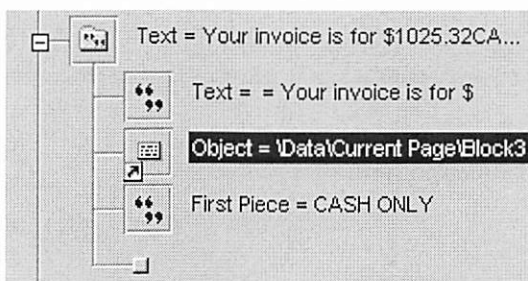 Text = Your invoice is for $1025.32CA...
Text = = Your invoice is for $
Object = \Data\Current Page\Block3
First Piece = CASH ONLY